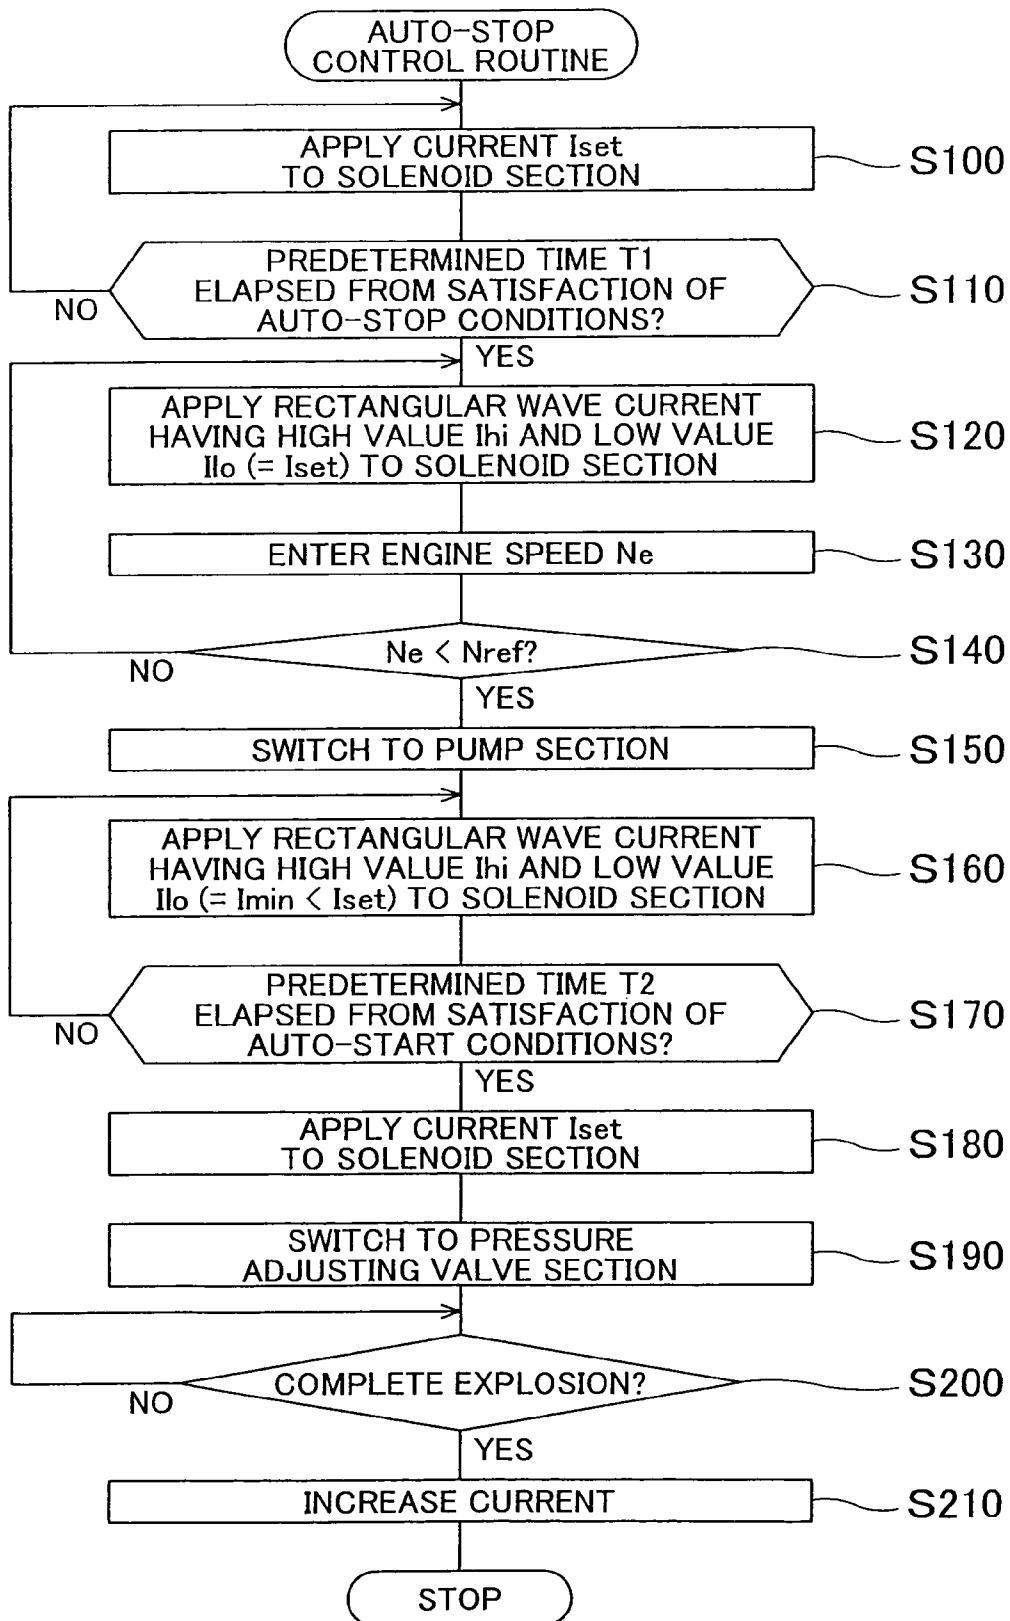 AUTO-STOP
CONTROL ROUTINE
APPLY CURRENT Iset
TO SOLENOID SECTION
S100
PREDETERMINED TIME T1
ELAPSED FROM SATISFACTION OF
AUTO-STOP CONDITIONS?
S110
NO
YES
APPLY RECTANGULAR WAVE CURRENT
HAVING HIGH VALUE Ihi AND LOW VALUE
Ilo (= Iset) TO SOLENOID SECTION
S120
ENTER ENGINE SPEED Ne
S130
Ne < Nref?
S140
NO
YES
SWITCH TO PUMP SECTION
S150
APPLY RECTANGULAR WAVE CURRENT
HAVING HIGH VALUE Ihi AND LOW VALUE
Ilo (= Imin < Iset) TO SOLENOID SECTION
S160
PREDETERMINED TIME T2
ELAPSED FROM SATISFACTION OF
AUTO-START CONDITIONS?
S170
NO
YES
APPLY CURRENT Iset
TO SOLENOID SECTION
S180
SWITCH TO PRESSURE
ADJUSTING VALVE SECTION
S190
COMPLETE EXPLOSION?
S200
NO
YES
INCREASE CURRENT
S210
STOP